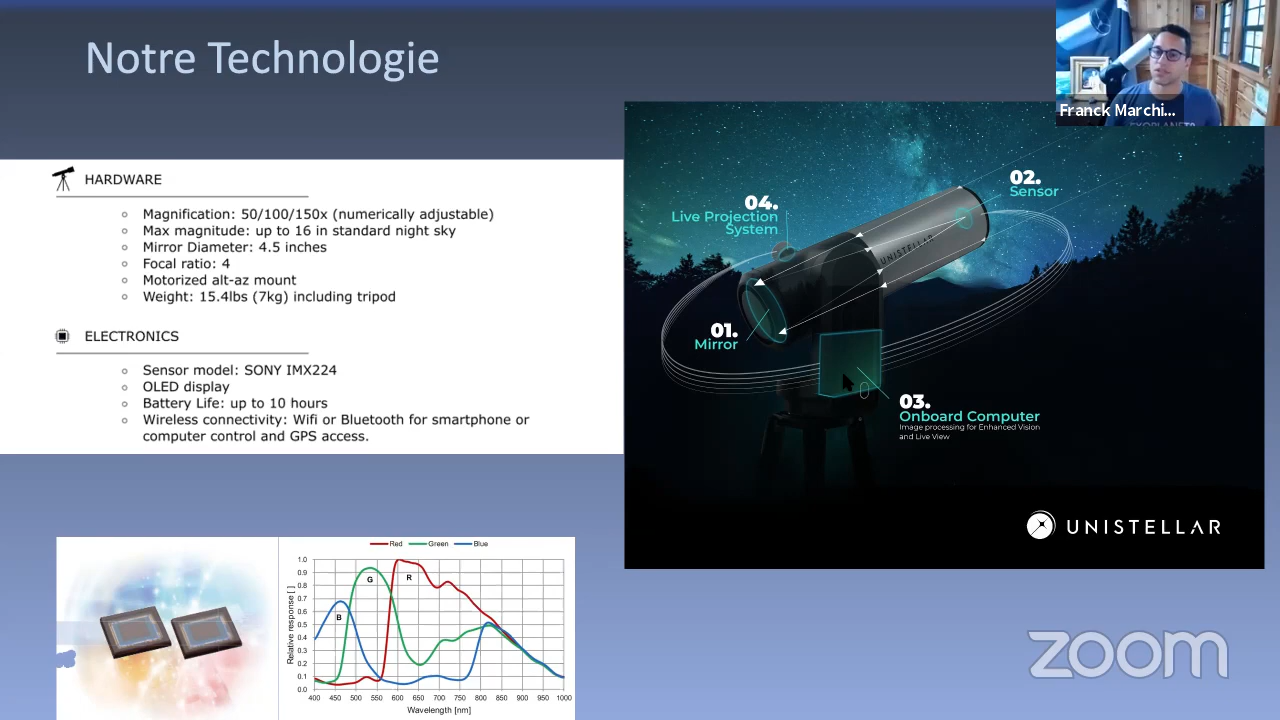 Notre Technologie
Franck Marchi...
HARDWARE
Magnification: 50/100/150x (numerically adjustable)
Max magnitude: up to 16 in standard night sky
Mirror Diameter: 4.5 inches
Focal ratio: 4
Motorized alt-az mount
Weight: 15.4lbs (7kg) including tripod
ELECTRONICS
Sensor model: SONY IMX224
OLED display
Battery Life: up to 10 hours
Wireless connectivity: Wifi or Bluetooth for smartphone or
computer control and GPS access.
02.
Sensor
04.
Live Projection
System
UNISTELLAR
01.
Mirror
03.
Onboard Computer
Image processing for Enhanced Vision
and Live View
UNISTELLAR
Red Green Blue
Relative response [ ]
1.0
0.9
0.8
0.7
0.6
0.5
0.4
0.3
0.2
0.1
0.0
B
G
R
400 450 500 550 600 650 700 750 800 850 900 950 1000
Wavelength [nm]
zoom